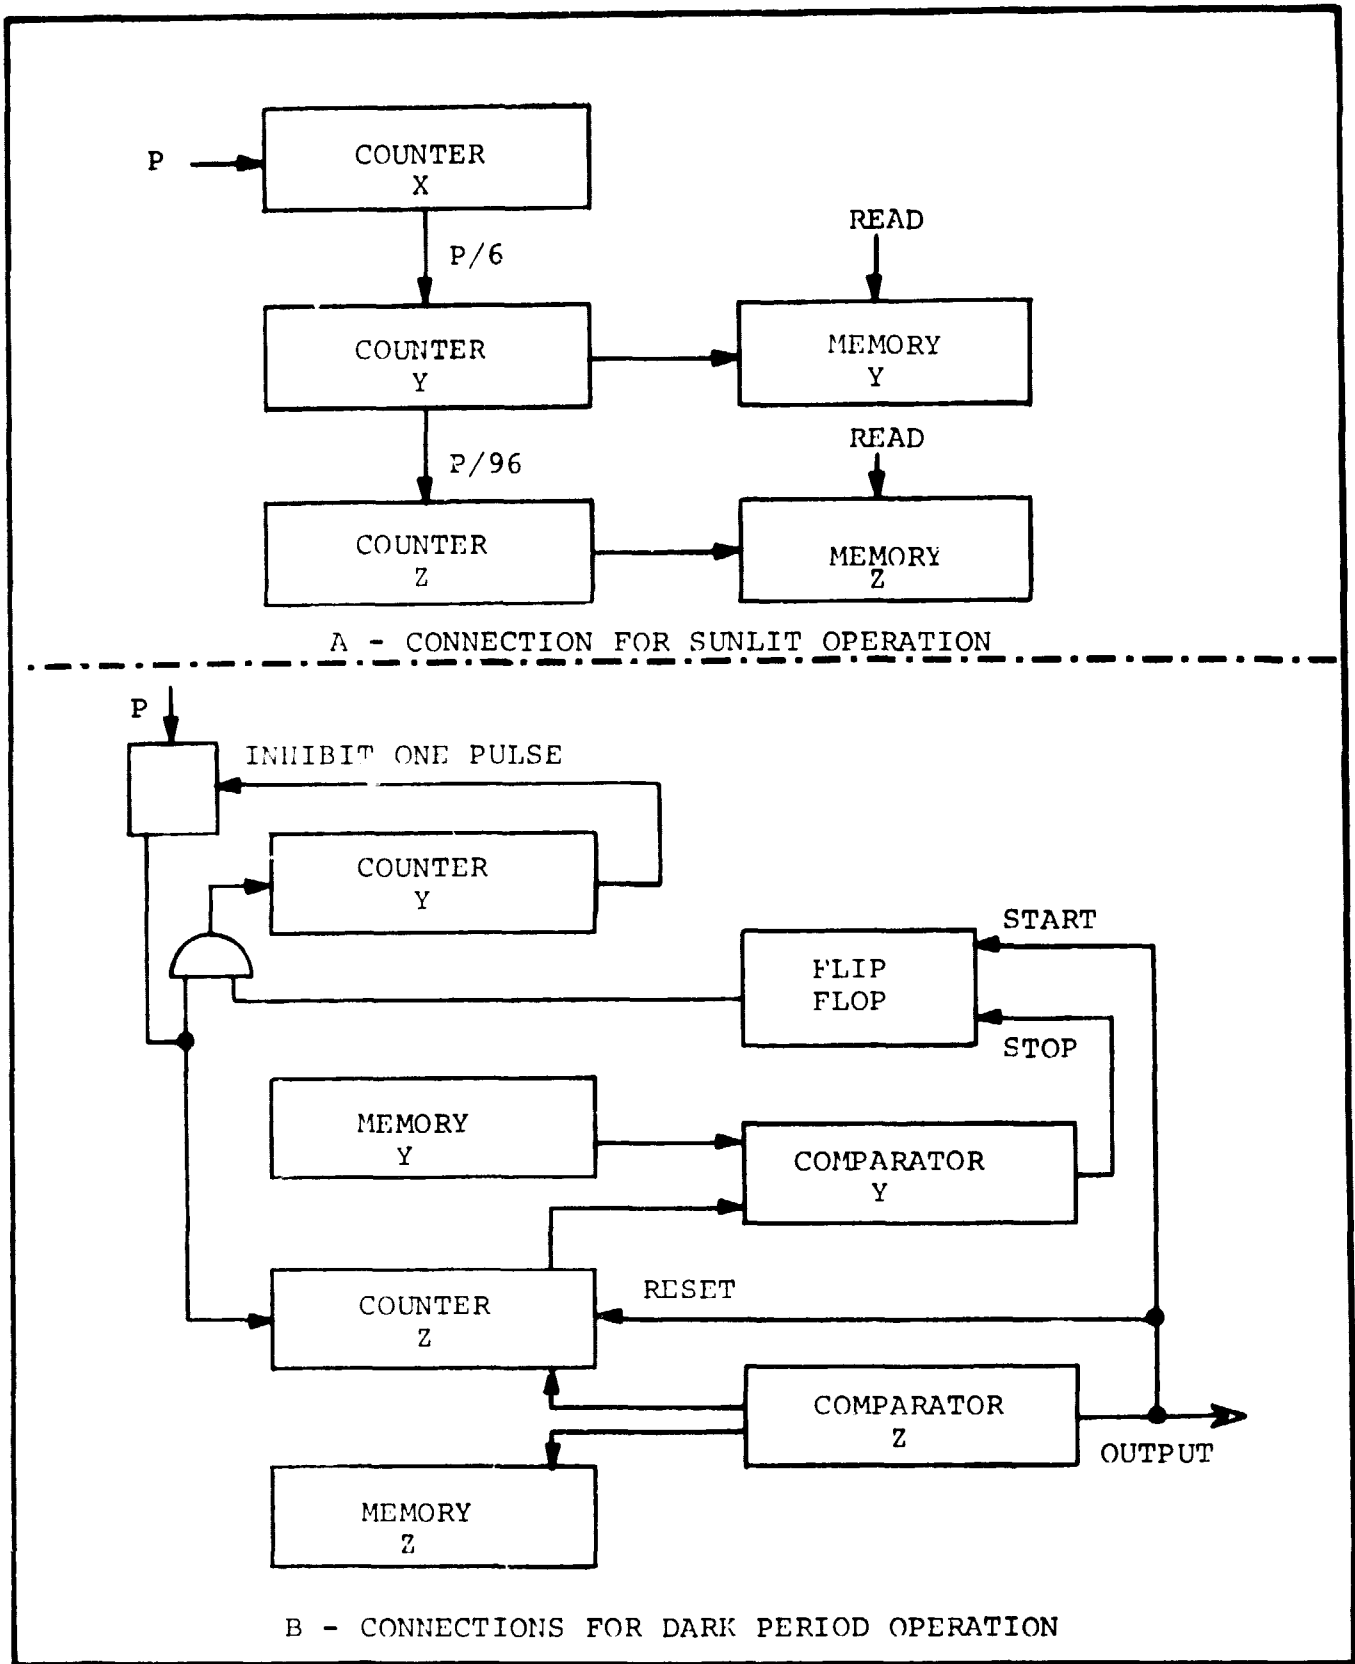 P
COUNTER
X
P/6
READ
COUNTER
Y
MEMORY
Y
P/96
READ
COUNTER
Z
MEMORY
Z
A - CONNECTION FOR SUNLIT OPERATION
P
INHIBIT ONE PULSE
COUNTER
Y
START
FLIP
FLOP
STOP
MEMORY
Y
COMPARATOR
Y
RESET
COUNTER
Z
COMPARATOR
Z
OUTPUT
MEMORY
Z
B - CONNECTIONS FOR DARK PERIOD OPERATION